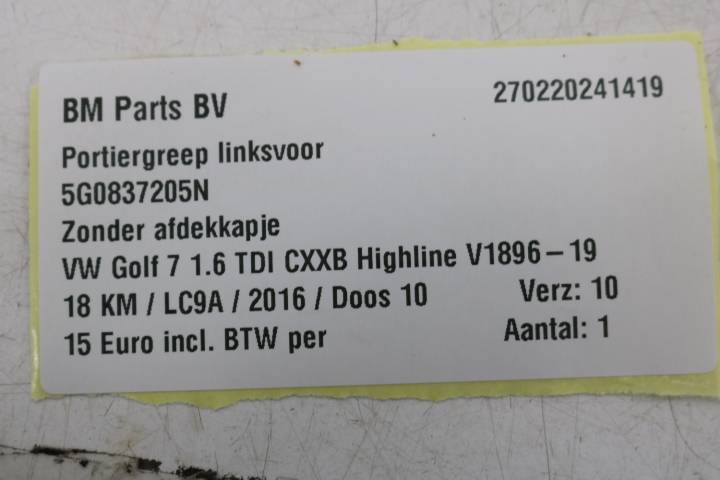 BM Parts BV 270220241419
Portiergreep linksvoor
5G0837205N
Zonder afdekkapje
VW Golf 7 1.6 TDI CXXB Highline V1896-19
18 KM / LC9A / 2016 / Doos 10 Verz: 10
15 Euro incl. BTW per Aantal: 1